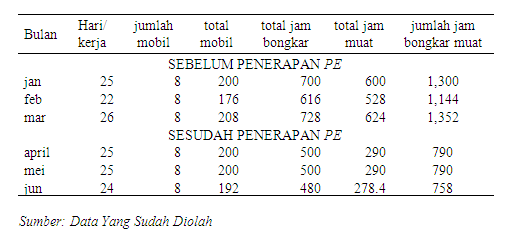 Bulan Hari/kerja jumlah mobil total mobil total jam bongkar total jam muat jumlah jam bongkar muat
SEBELUM PENERAPAN PE
jan 25 8 200 700 600 1,300
feb 22 8 176 616 528 1,144
mar 26 8 208 728 624 1,352
SESUDAH PENERAPAN PE
april 25 8 200 500 290 790
mei 25 8 200 500 290 790
jun 24 8 192 480 278.4 758
Sumber: Data Yang Sudah Diolah